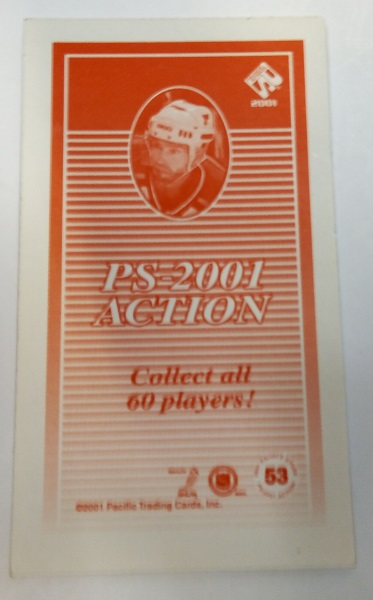 2001
PS-2001
ACTION
Collect all
60 players!
53
©2001 Pacific Trading Cards, Inc.